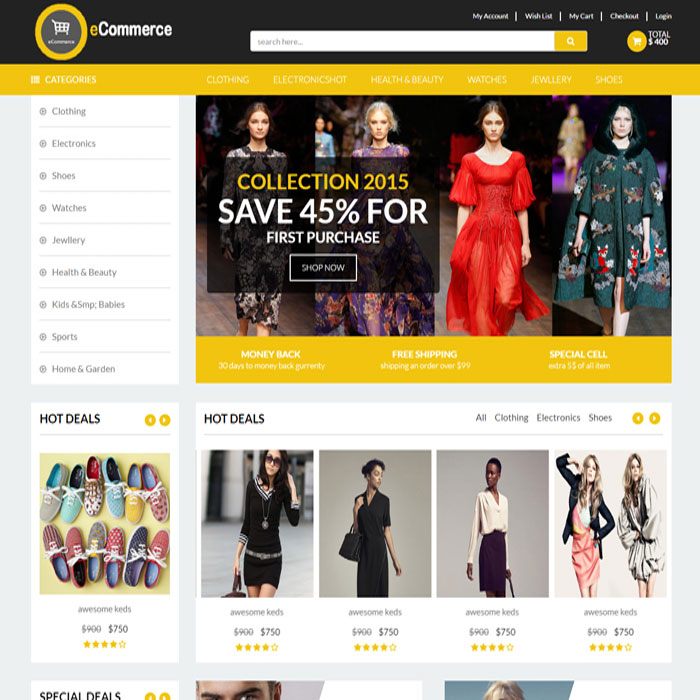 My Account | Wish List | My Cart | Checkout | Login
eCommerce
eCommerce
search here...
TOTAL
$ 400
CATEGORIES
CLOTHING ELECTRONICSHOT HEALTH & BEAUTY WATCHES JEWLLERY SHOES
Clothing
Electronics
Shoes
Watches
Jewllery
Health & Beauty
Kids &Smp; Babies
Sports
Home & Garden
COLLECTION 2015
SAVE 45% FOR
FIRST PURCHASE
SHOP NOW
MONEY BACK
30 days to money back gurrenty
FREE SHIPPING
shipping an order over $99
SPECIAL CELL
extra 5$ of all item
HOT DEALS
awesome keds
$900 $750
HOT DEALS
All Clothing Electronics Shoes
awesome keds
$900 $750
awesome keds
$900 $750
awesome keds
$900 $750
awesome keds
$900 $750
SPECIAL DEALS